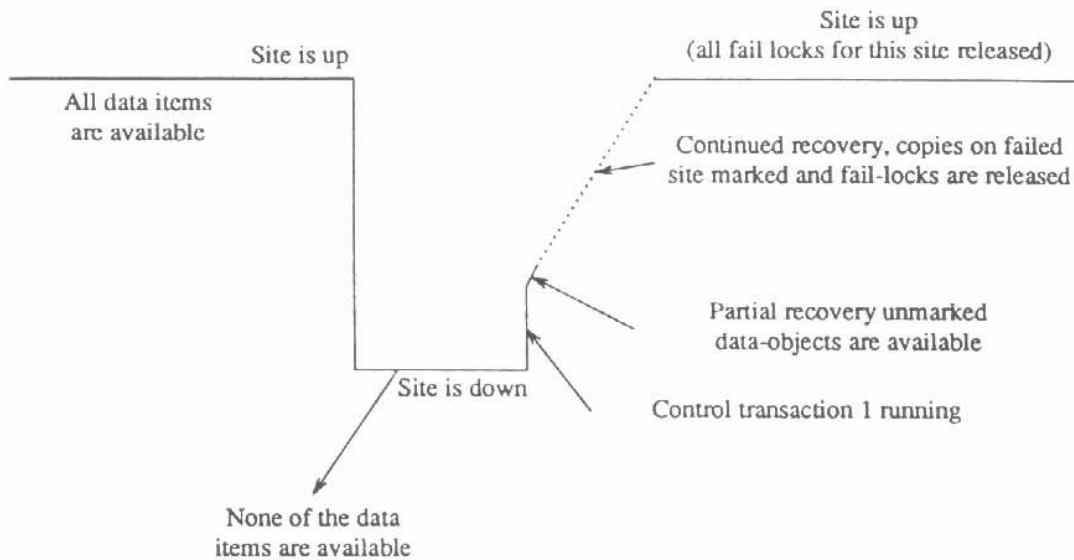 Site is up
All data items
are available
Site is up
(all fail locks for this site released)
Continued recovery, copies on failed
site marked and fail-locks are released
Partial recovery unmarked
data-objects are available
Site is down
Control transaction 1 running
None of the data
items are available